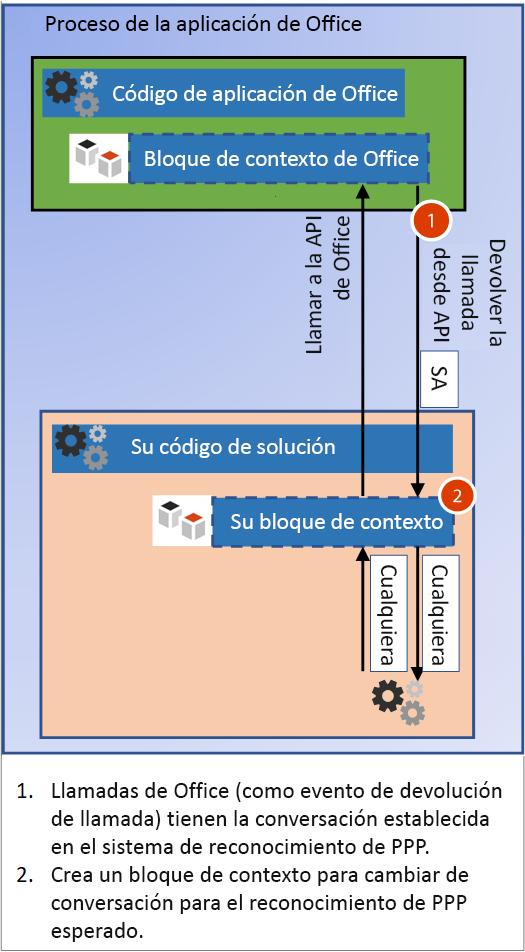 Proceso de la aplicación de Office
Código de aplicación de Office
Bloque de contexto de Office
1
Llamar a la API
de Office
Devolver la
llamada
desde API
SA
Su código de solución
2
Su bloque de contexto
Cualquiera
Cualquiera
1. Llamadas de Office (como evento de devolución
de llamada) tienen la conversación establecida
en el sistema de reconocimiento de PPP.
2. Crea un bloque de contexto para cambiar de
conversación para el reconocimiento de PPP
esperado.